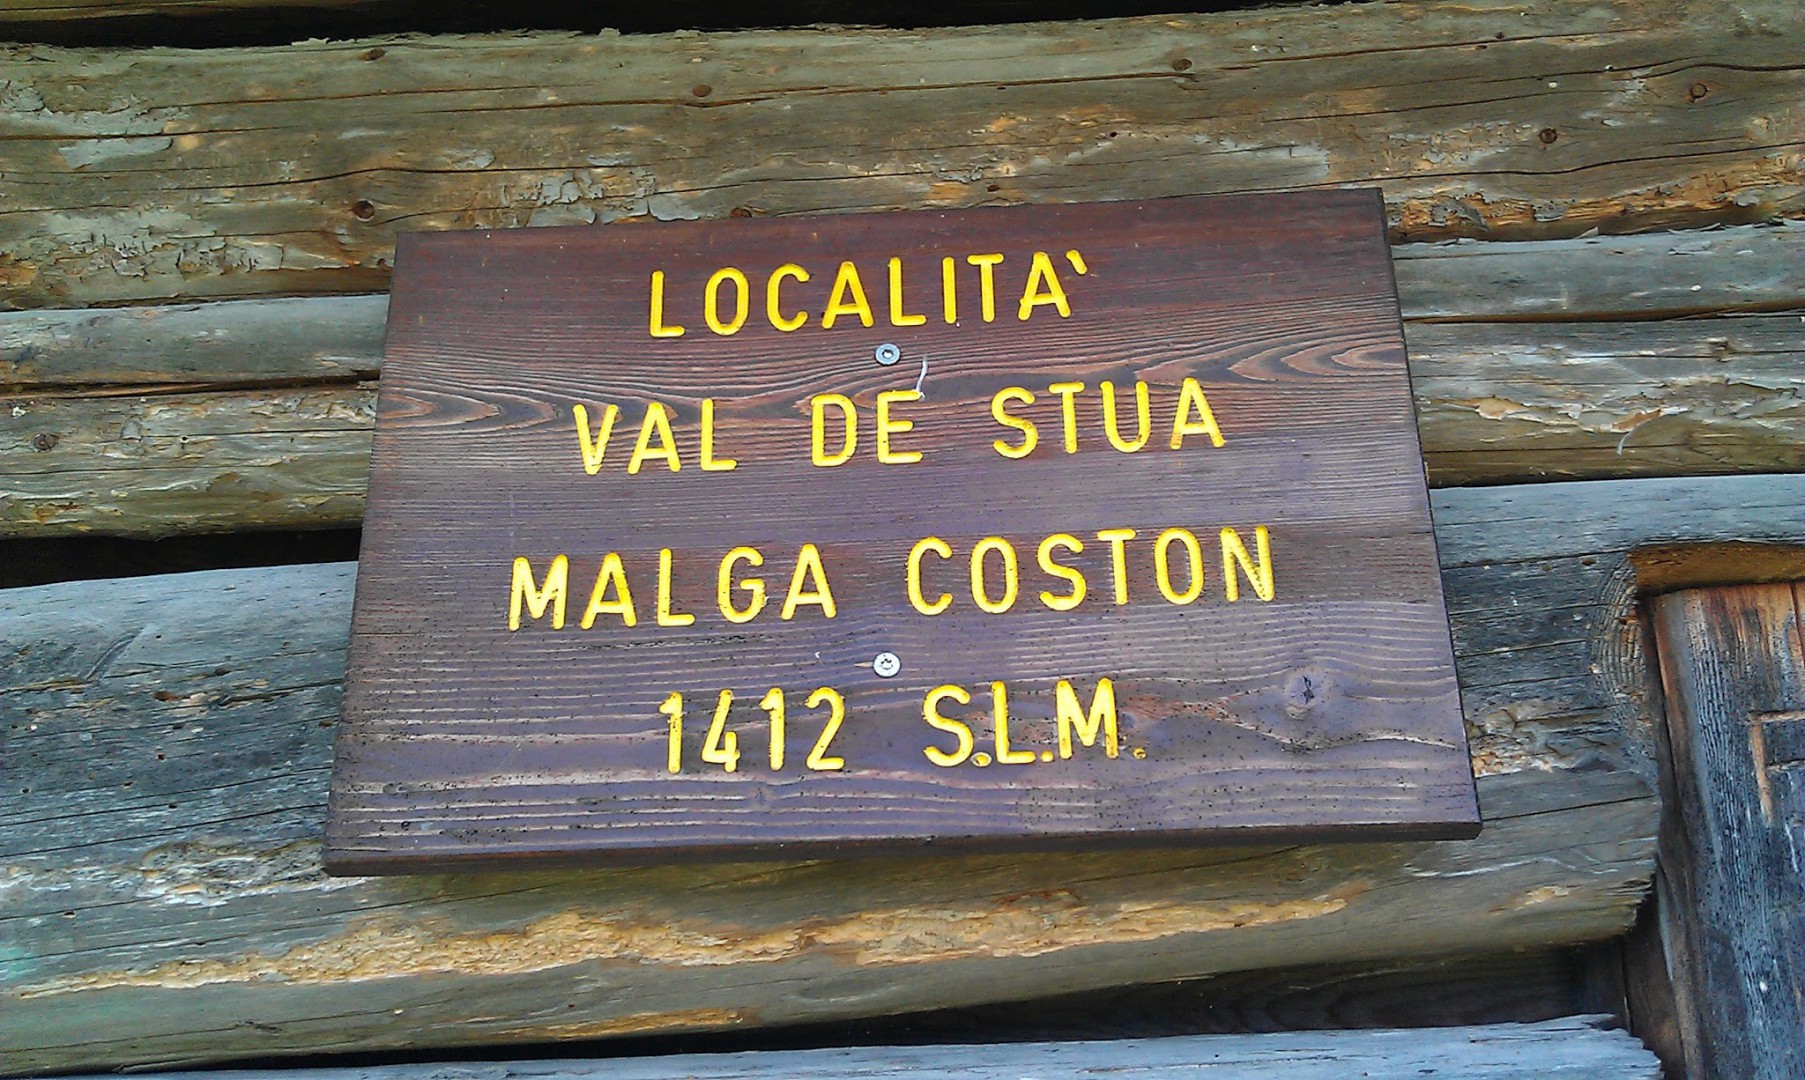 LOCALITA'
VAL DE STUA
MALGA COSTON
1412 S.L.M.